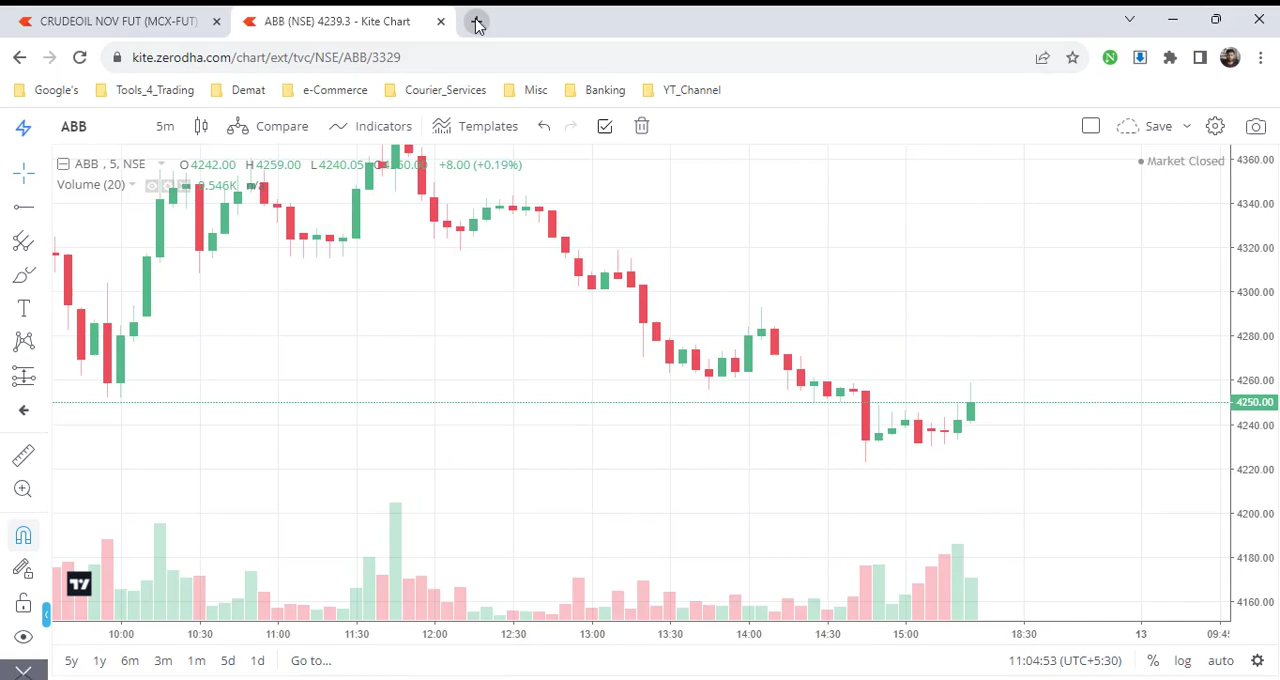 CRUDEOIL NOV FUT (MCX-FUT)
ABB (NSE) 4239.3 - Kite Chart
kite.zerodha.com/chart/ext/tvc/NSE/ABB/3329
Google's Tools_4_Trading Demat e-Commerce Courier_Services Misc Banking YT_Channel
ABB 5m Compare Indicators Templates Save
ABB , 5, NSE O4242.00 H4259.00 L4240.05 +8.00 (+0.19%)
Market Closed
Volume (20) n/a
4360.00
4340.00
4320.00
4300.00
4280.00
4260.00
4250.00
4240.00
4220.00
4200.00
4180.00
4160.00
T
10:00 10:30 11:00 11:30 12:00 12:30 13:00 13:30 14:00 14:30 15:00 18:30 13
5y 1y 6m 3m 1m 5d 1d Go to... 11:04:53 (UTC+5:30) % log auto